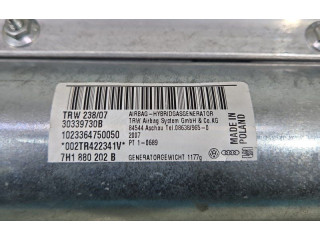 TRW 238/07
30339730B
1023364750050
*002TR422341V*
7H1 880 202 B
AIRBAG-HYBRIDGASGENERATOR
TRW Airbag System GmbH & Co.KG
84544 Aschau Tel.08638/965-0
2007
PT 1-0689
GENERATORGEWICHT 1177g
MADE IN
POLAND